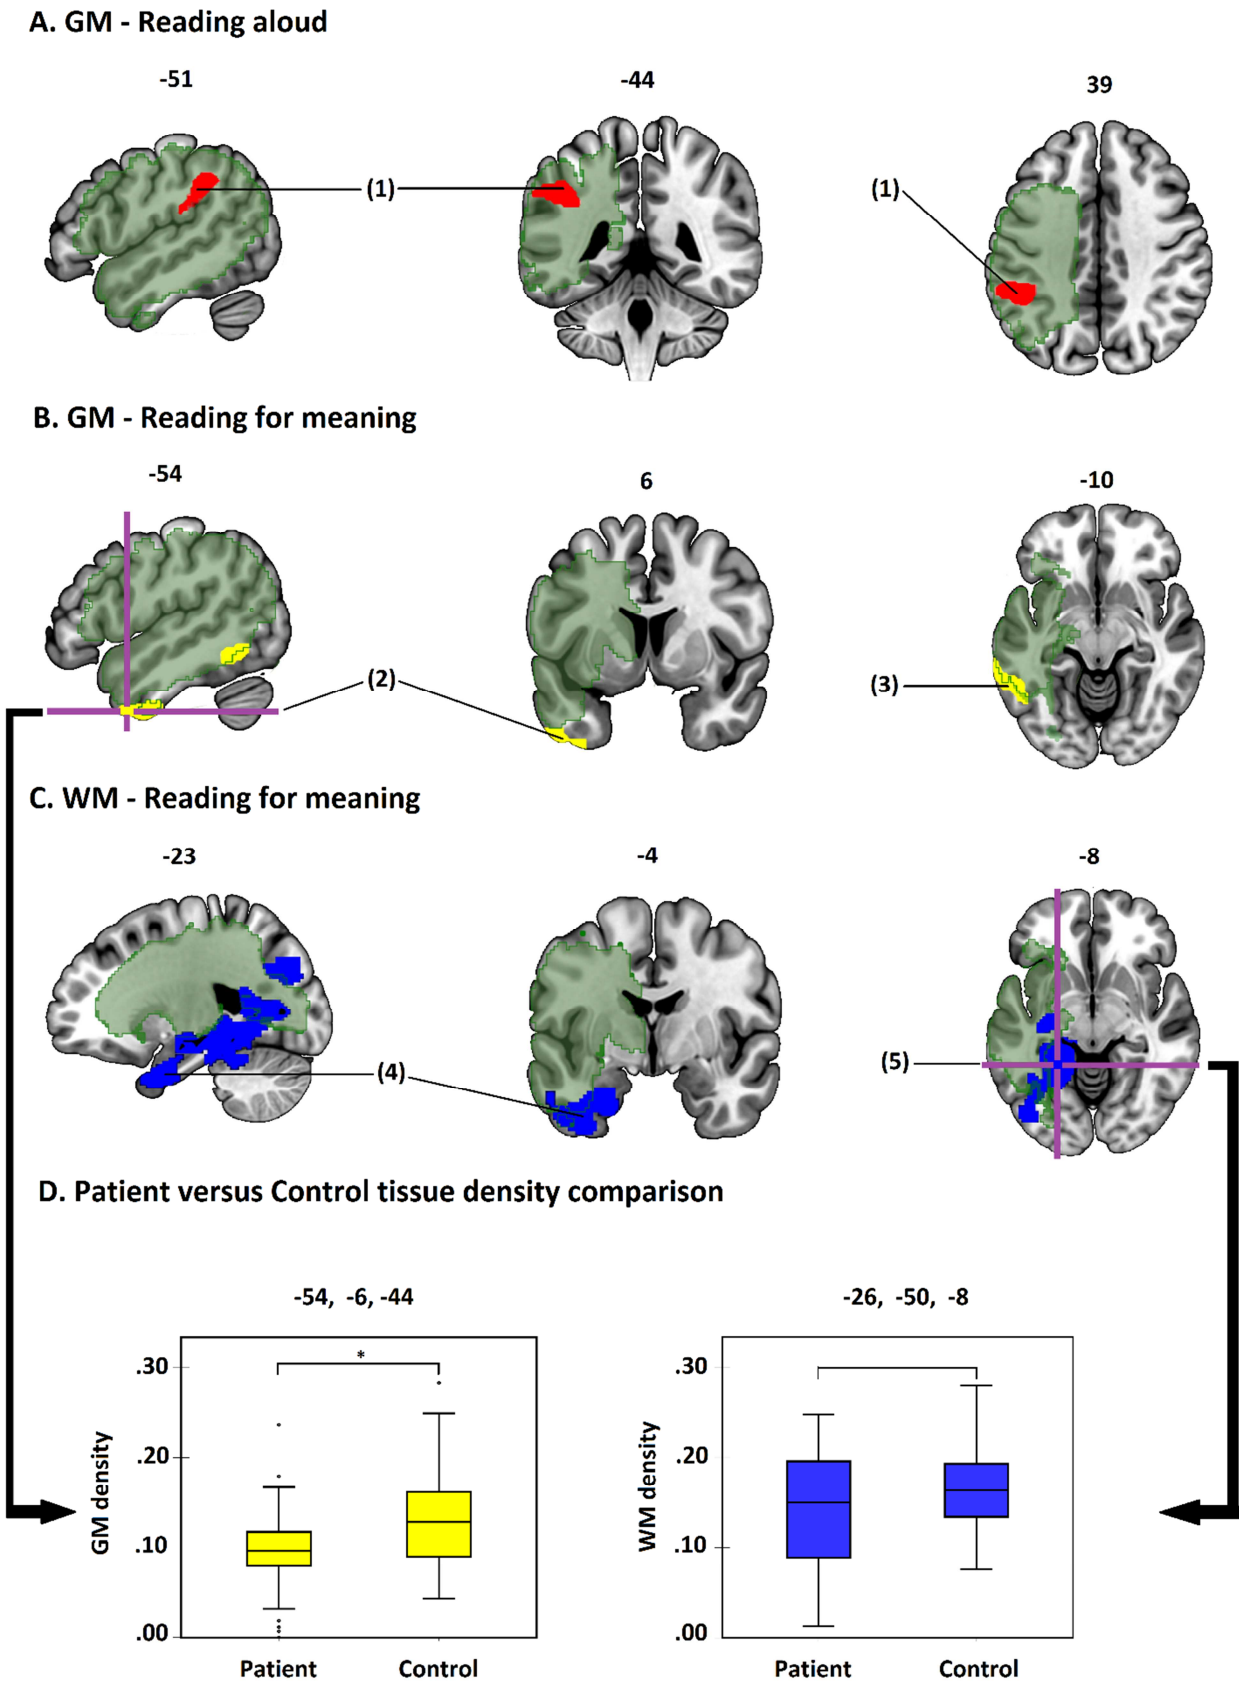 A. GM - Reading aloud
-51 -44 39
(1) (1)
B. GM - Reading for meaning
-54 6 -10
(2) (3)
C. WM - Reading for meaning
-23 -4 -8
(4) (5)
D. Patient versus Control tissue density comparison
-54, -6, -44 -26, -50, -8
.30 * .30
.20 .20
GM density WM density
.10 .10
.00 .00
Patient Control Patient Control